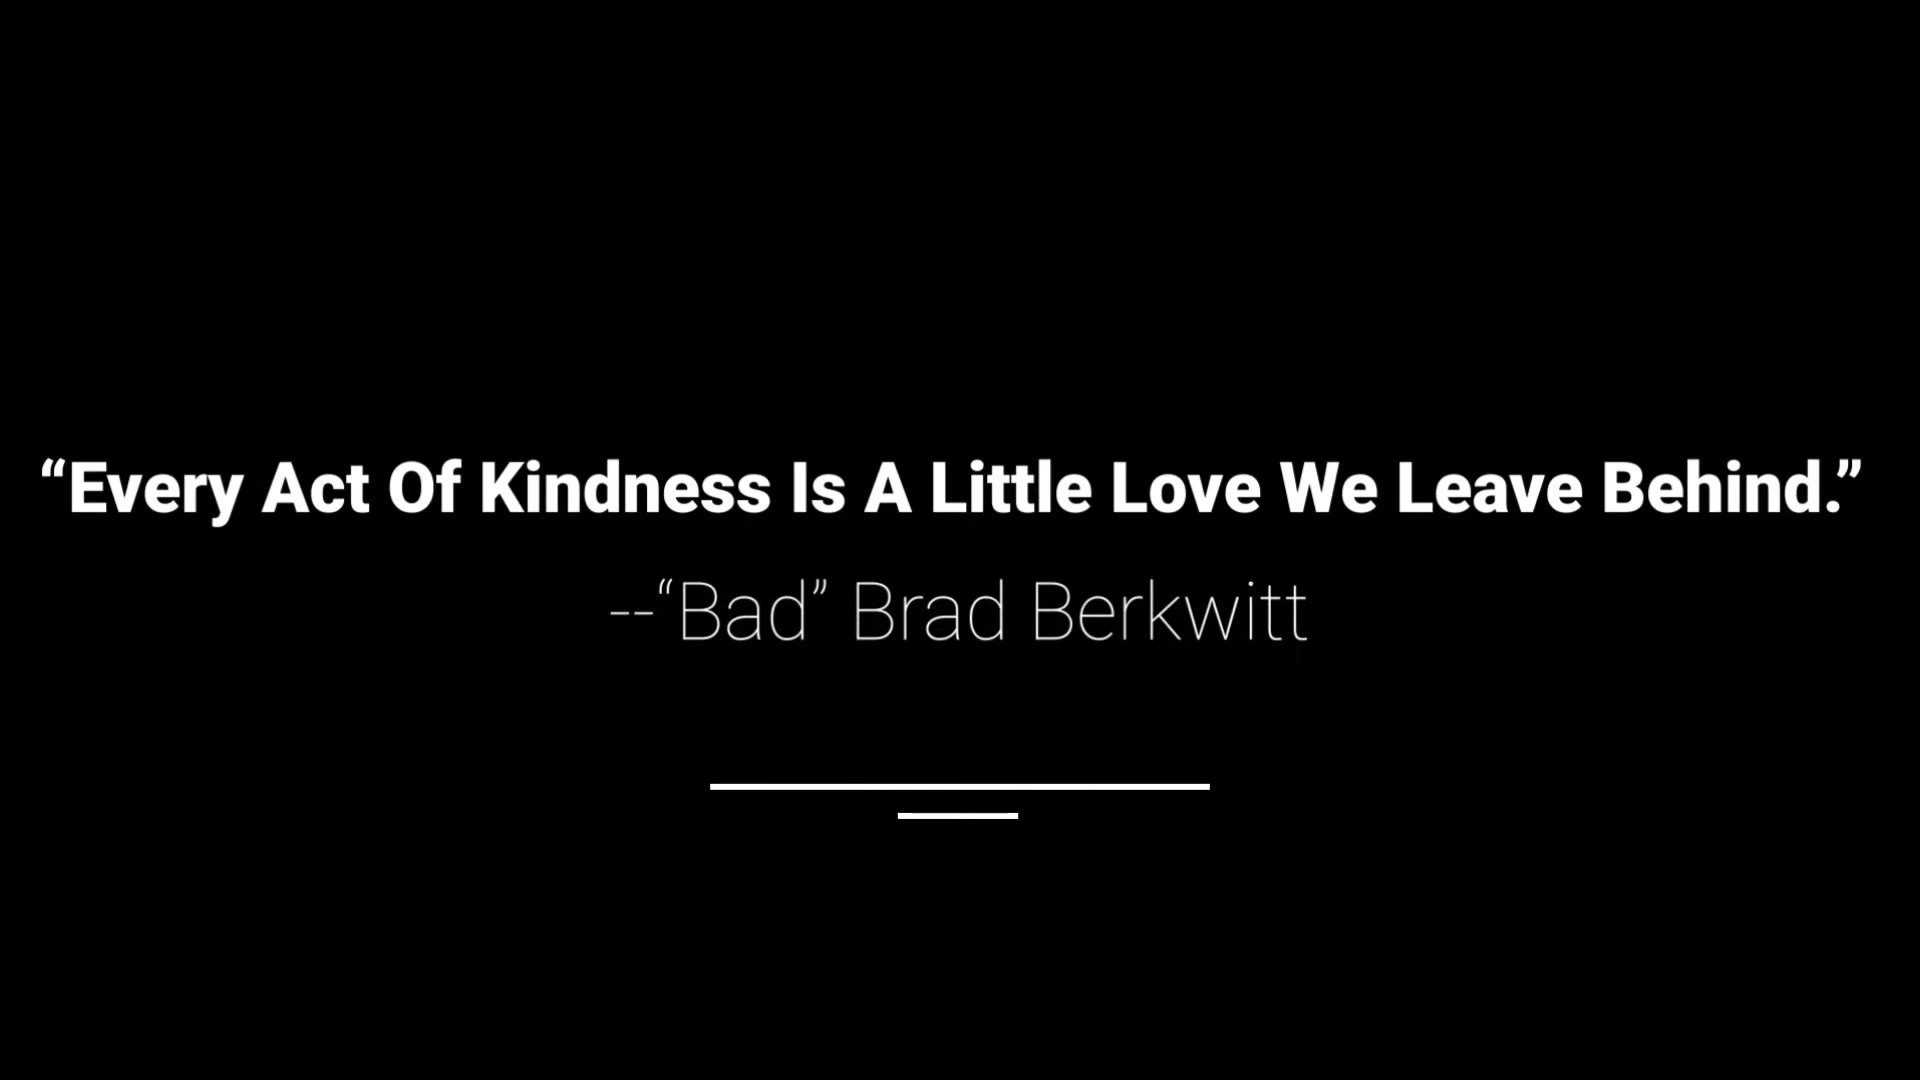 “Every Act Of Kindness Is A Little Love We Leave Behind.”
--“Bad” Brad Berkwitt